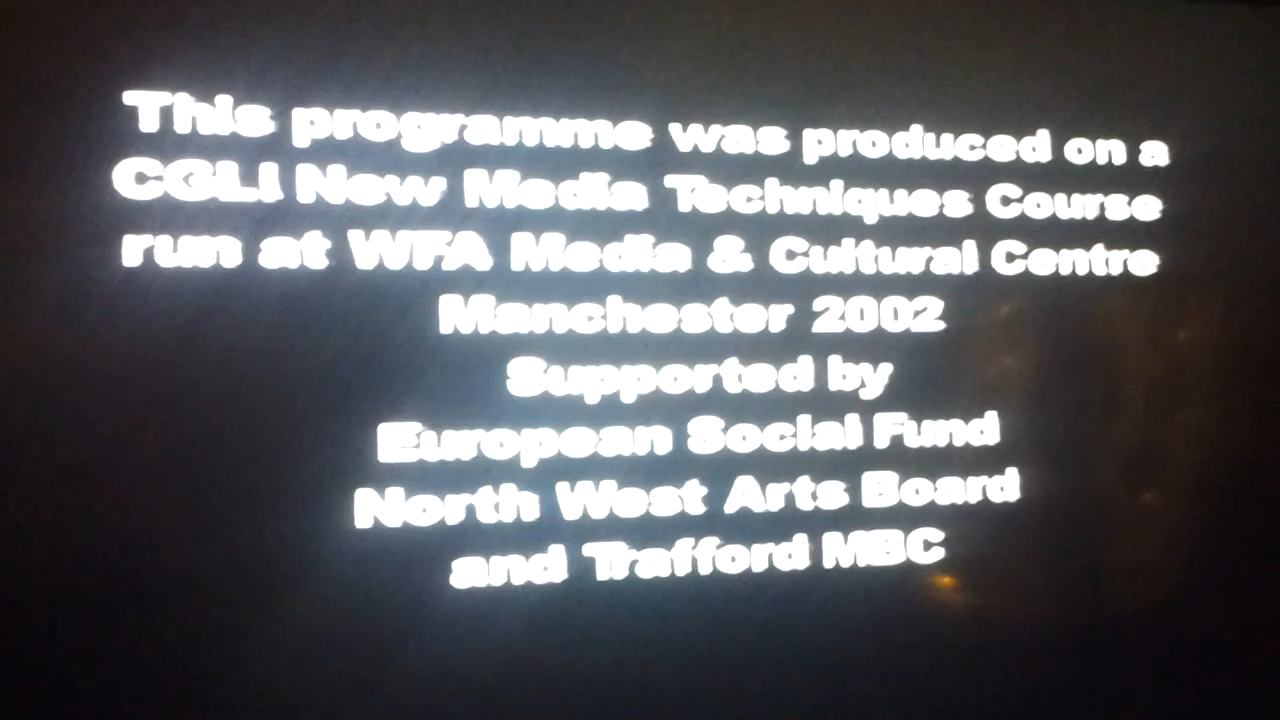 This programme was produced on a
CGLI New Media Techniques Course
run at WFA Media & Cultural Centre
Manchester 2002
Supported by
European Social Fund
North West Arts Board
and Trafford MBC